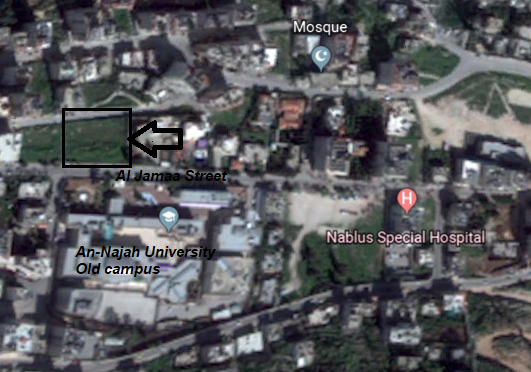 Mosque
Al Jamaa Street
An-Najah University
Old campus
H
Nablus Special Hospital